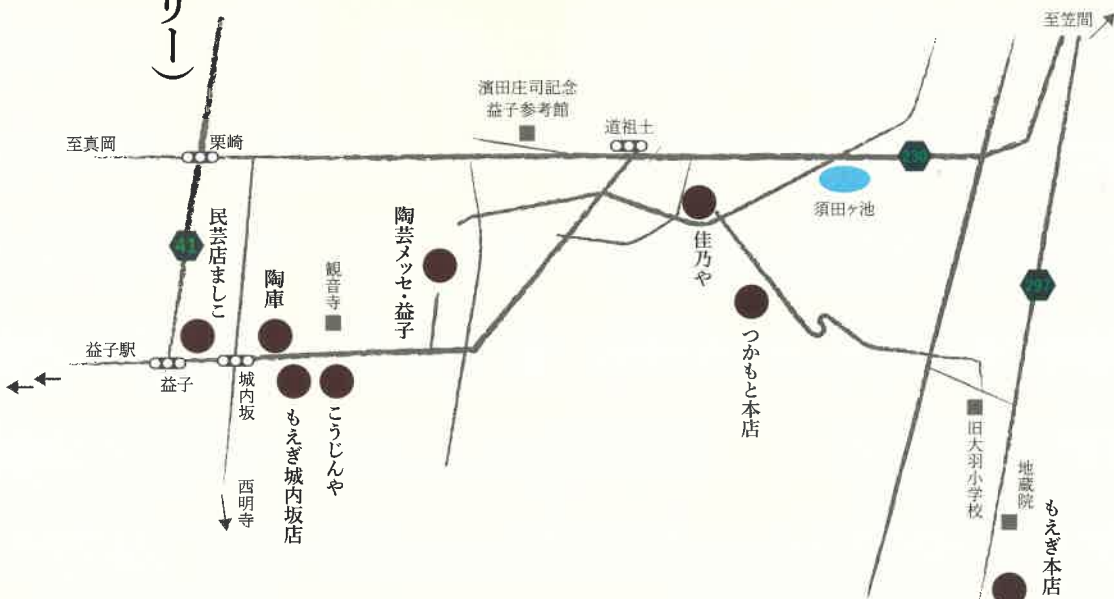 リー）
至笠間
濱田庄司記念
益子参考館
道祖土
至真岡
栗崎
230
須田ヶ池
41
民芸店ましこ
陶庫
観音寺
陶芸メッセ・益子
佳乃や
297
つかもと本店
益子駅
益子
城内坂
もえぎ城内坂店
こうじんや
西明寺
旧大羽小学校
地蔵院
もえぎ本店